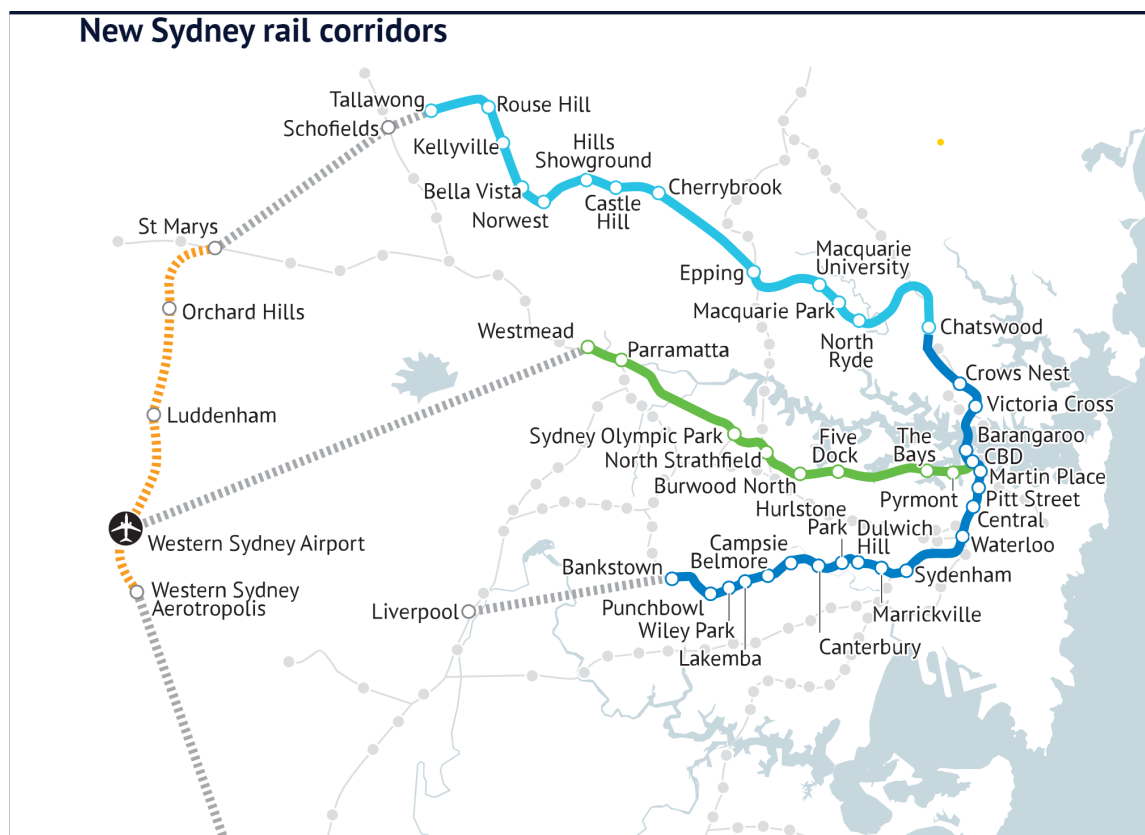 New Sydney rail corridors
Tallawong
Rouse Hill
Schofields
Kellyville
Hills
Showground
Bella Vista
Norwest
Castle
Hill
Cherrybrook
St Marys
Epping
Macquarie
University
Orchard Hills
Macquarie Park
North
Ryde
Chatswood
Westmead
Parramatta
Crows Nest
Victoria Cross
Luddenham
Sydney Olympic Park
North Strathfield
Burwood North
Five
Dock
The
Bays
Pyrmont
Barangaroo
CBD
Martin Place
Pitt Street
Central
Waterloo
Western Sydney Airport
Western Sydney
Aerotropolis
Liverpool
Bankstown
Punchbowl
Wiley Park
Lakemba
Belmore
Campsie
Canterbury
Hurlstone
Park
Dulwich
Hill
Marrickville
Sydenham